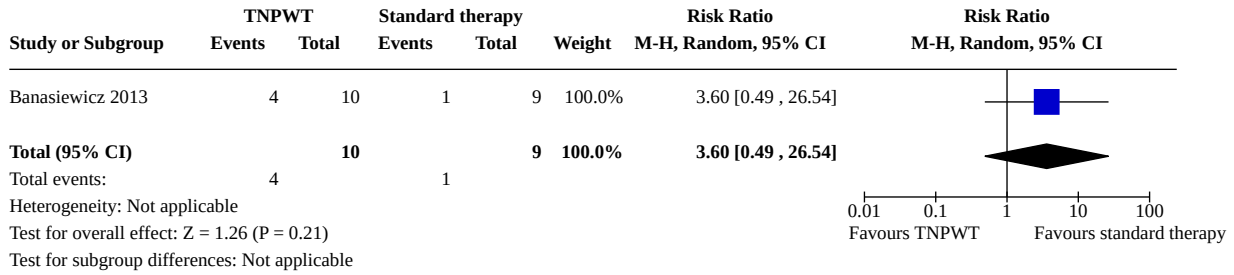 TNPWT Standard therapy Risk Ratio Risk Ratio
Study or Subgroup Events Total Events Total Weight M-H, Random, 95% CI M-H, Random, 95% CI
Banasiewicz 2013 4 10 1 9 100.0% 3.60 [0.49 , 26.54]
Total (95% CI) 10 9 100.0% 3.60 [0.49 , 26.54]
Total events: 4 1
Heterogeneity: Not applicable
0.01 0.1 1 10 100
Test for overall effect: Z = 1.26 (P = 0.21)
Favours TNPWT Favours standard therapy
Test for subgroup differences: Not applicable